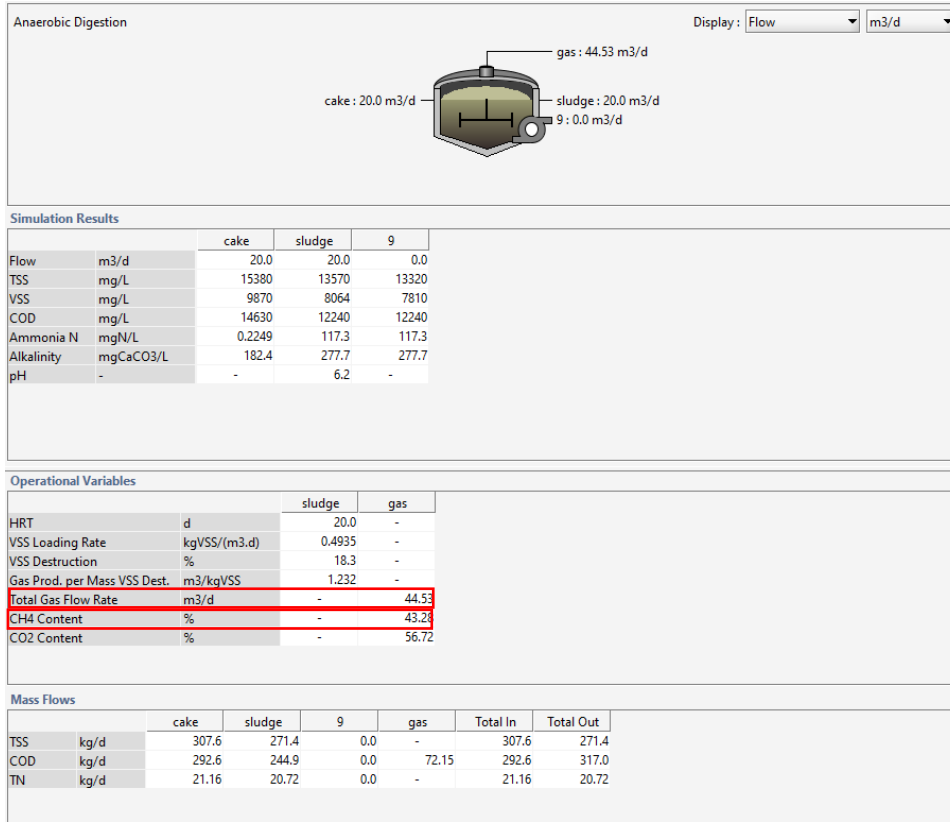 Anaerobic Digestion Display : Flow m3/d
gas : 44.53 m3/d
cake : 20.0 m3/d sludge : 20.0 m3/d
9 : 0.0 m3/d
Simulation Results
cake sludge 9
Flow m3/d 20.0 20.0 0.0
TSS mg/L 15380 13570 13320
VSS mg/L 9870 8064 7810
COD mg/L 14630 12240 12240
Ammonia N mgN/L 0.2249 117.3 117.3
Alkalinity mgCaCO3/L 182.4 277.7 277.7
pH - - 6.2 -
Operational Variables
sludge gas
HRT d 20.0 -
VSS Loading Rate kgVSS/(m3.d) 0.4935 -
VSS Destruction % 18.3 -
Gas Prod. per Mass VSS Dest. m3/kgVSS 1.232 -
Total Gas Flow Rate m3/d - 44.53
CH4 Content % - 43.28
CO2 Content % - 56.72
Mass Flows
cake sludge 9 gas Total In Total Out
TSS kg/d 307.6 271.4 0.0 - 307.6 271.4
COD kg/d 292.6 244.9 0.0 72.15 292.6 317.0
TN kg/d 21.16 20.72 0.0 - 21.16 20.72